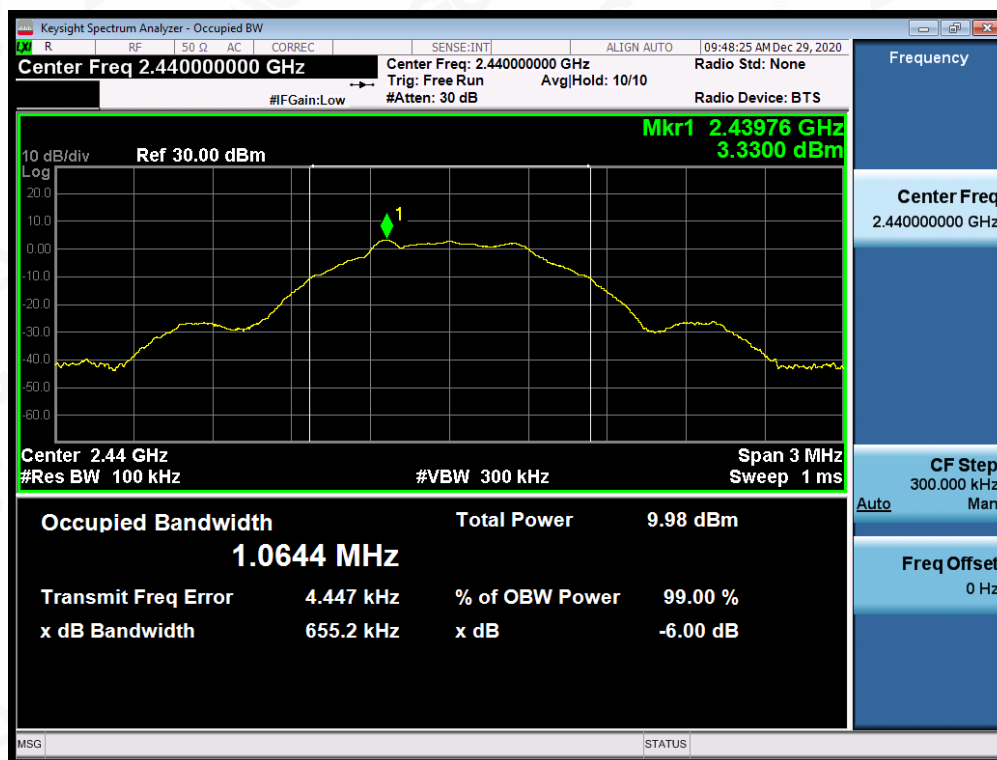 Keysight Spectrum Analyzer - Occupied BW
LXI R RF 50 Ω AC CORREC SENSE:INT ALIGN AUTO 09:48:25 AM Dec 29, 2020
Center Freq 2.440000000 GHz
Center Freq: 2.440000000 GHz
Radio Std: None
Trig: Free Run Avg|Hold: 10/10
#IFGain:Low
#Atten: 30 dB
Radio Device: BTS
Mkr1 2.43976 GHz
3.3300 dBm
10 dB/div Ref 30.00 dBm
Log
20.0
1
10.0
0.00
-10.0
-20.0
-30.0
-40.0
-50.0
-60.0
Center 2.44 GHz Span 3 MHz
#Res BW 100 kHz #VBW 300 kHz Sweep 1 ms
Occupied Bandwidth Total Power 9.98 dBm
1.0644 MHz
Transmit Freq Error 4.447 kHz % of OBW Power 99.00 %
x dB Bandwidth 655.2 kHz x dB -6.00 dB
MSG STATUS
Frequency
Center Freq
2.440000000 GHz
CF Step
300.000 kHz
Auto Man
Freq Offset
0 Hz